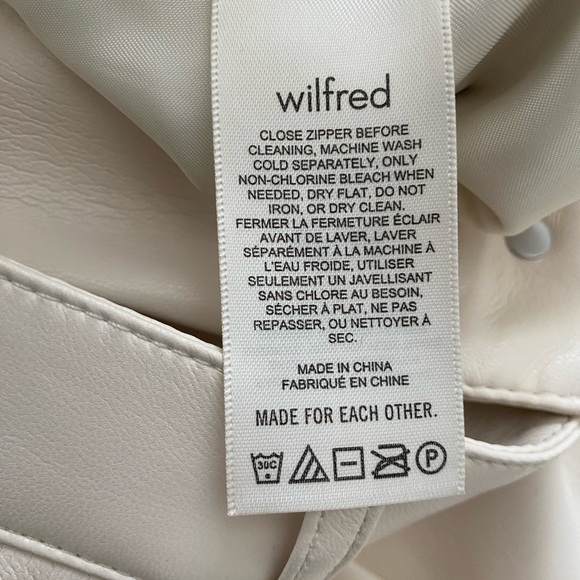 wilfred
CLOSE ZIPPER BEFORE
CLEANING, MACHINE WASH
COLD SEPARATELY, ONLY
NON-CHLORINE BLEACH WHEN
NEEDED, DRY FLAT, DO NOT
IRON, OR DRY CLEAN.
FERMER LA FERMETURE ÉCLAIR
AVANT DE LAVER, LAVER
SÉPARÉMENT À LA MACHINE À
L'EAU FROIDE, UTILISER
SEULEMENT UN JAVELLISANT
SANS CHLORE AU BESOIN,
SÉCHER À PLAT, NE PAS
REPASSER, OU NETTOYER À
SEC.
MADE IN CHINA
FABRIQUÉ EN CHINE
MADE FOR EACH OTHER.
30C P